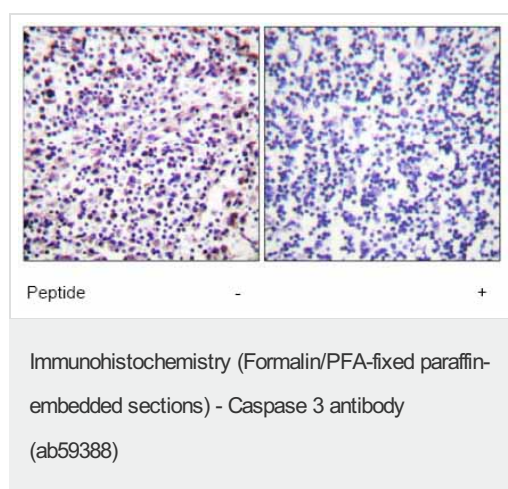 Peptide - +
Immunohistochemistry (Formalin/PFA-fixed paraffin-
embedded sections) - Caspase 3 antibody
(ab59388)